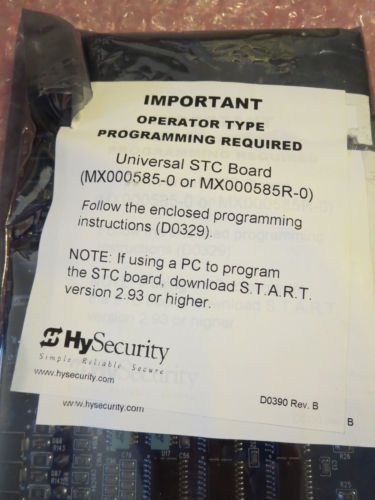 IMPORTANT
OPERATOR TYPE
PROGRAMMING REQUIRED
Universal STC Board
(MX000585-0 or MX000585R-0)
Follow the enclosed programming
instructions (D0329).
NOTE: If using a PC to program
the STC board, download S.T.A.R.T.
version 2.93 or higher.
HySecurity
Simple. Reliable. Secure
www.hysecurity.com
D0390 Rev. B
www.hysecurity.com
B